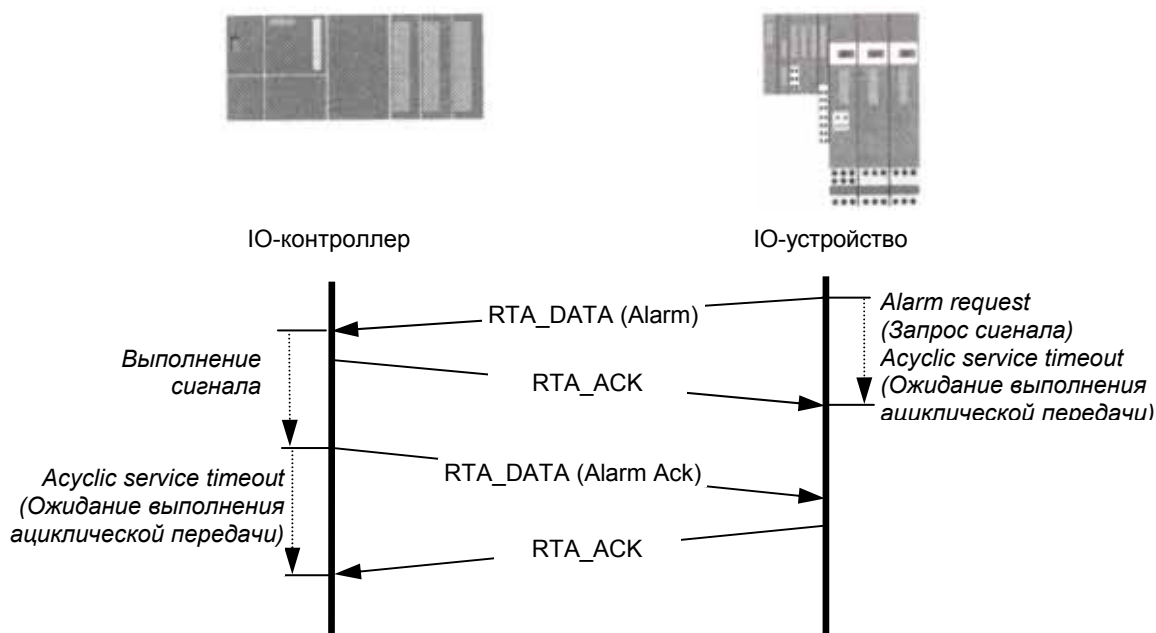 IO-контроллер
IO-устройство
RTA_DATA (Alarm)
Alarm request
(Запрос сигнала)
Acyclic service timeout
(Ожидание выполнения
ациклической передачи)
Выполнение
сигнала
RTA_ACK
RTA_DATA (Alarm Ack)
Acyclic service timeout
(Ожидание выполнения
ациклической передачи)
RTA_ACK